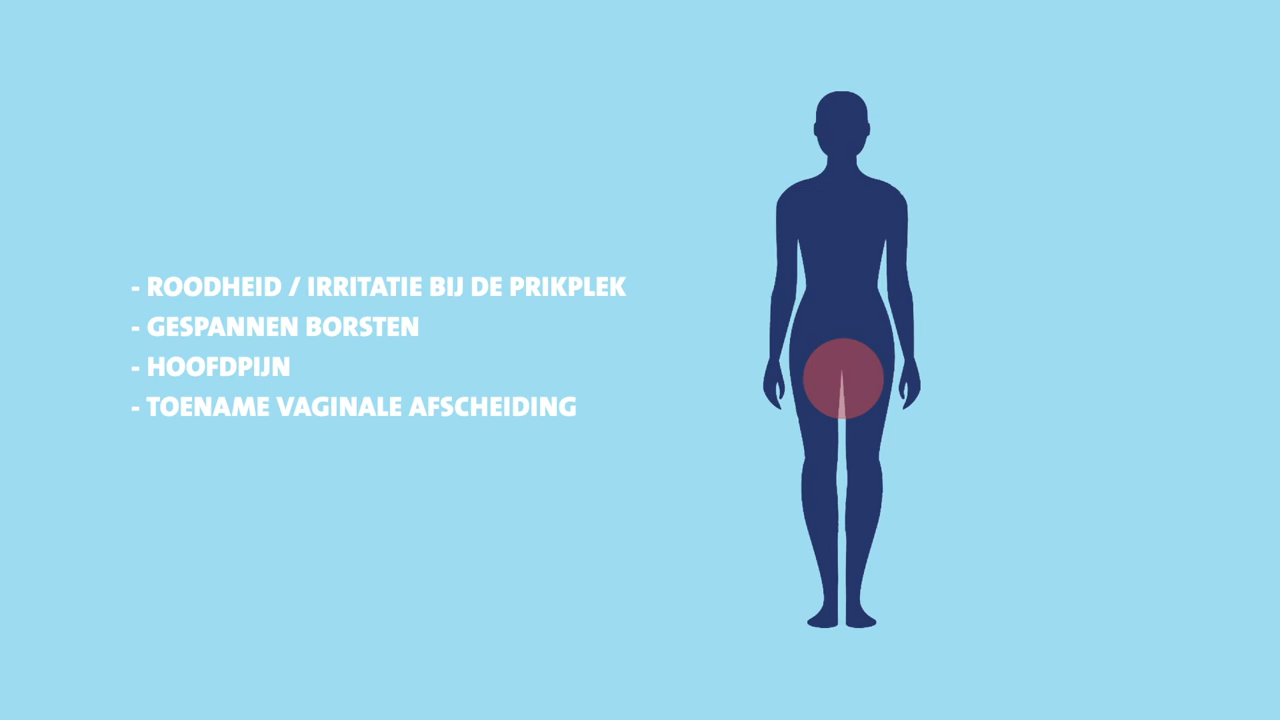 - ROODHEID / IRRITATIE BIJ DE PRIKPLEK
- GESPANNEN BORSTEN
- HOOFDPIJN
- TOENAME VAGINALE AFSCHEIDING